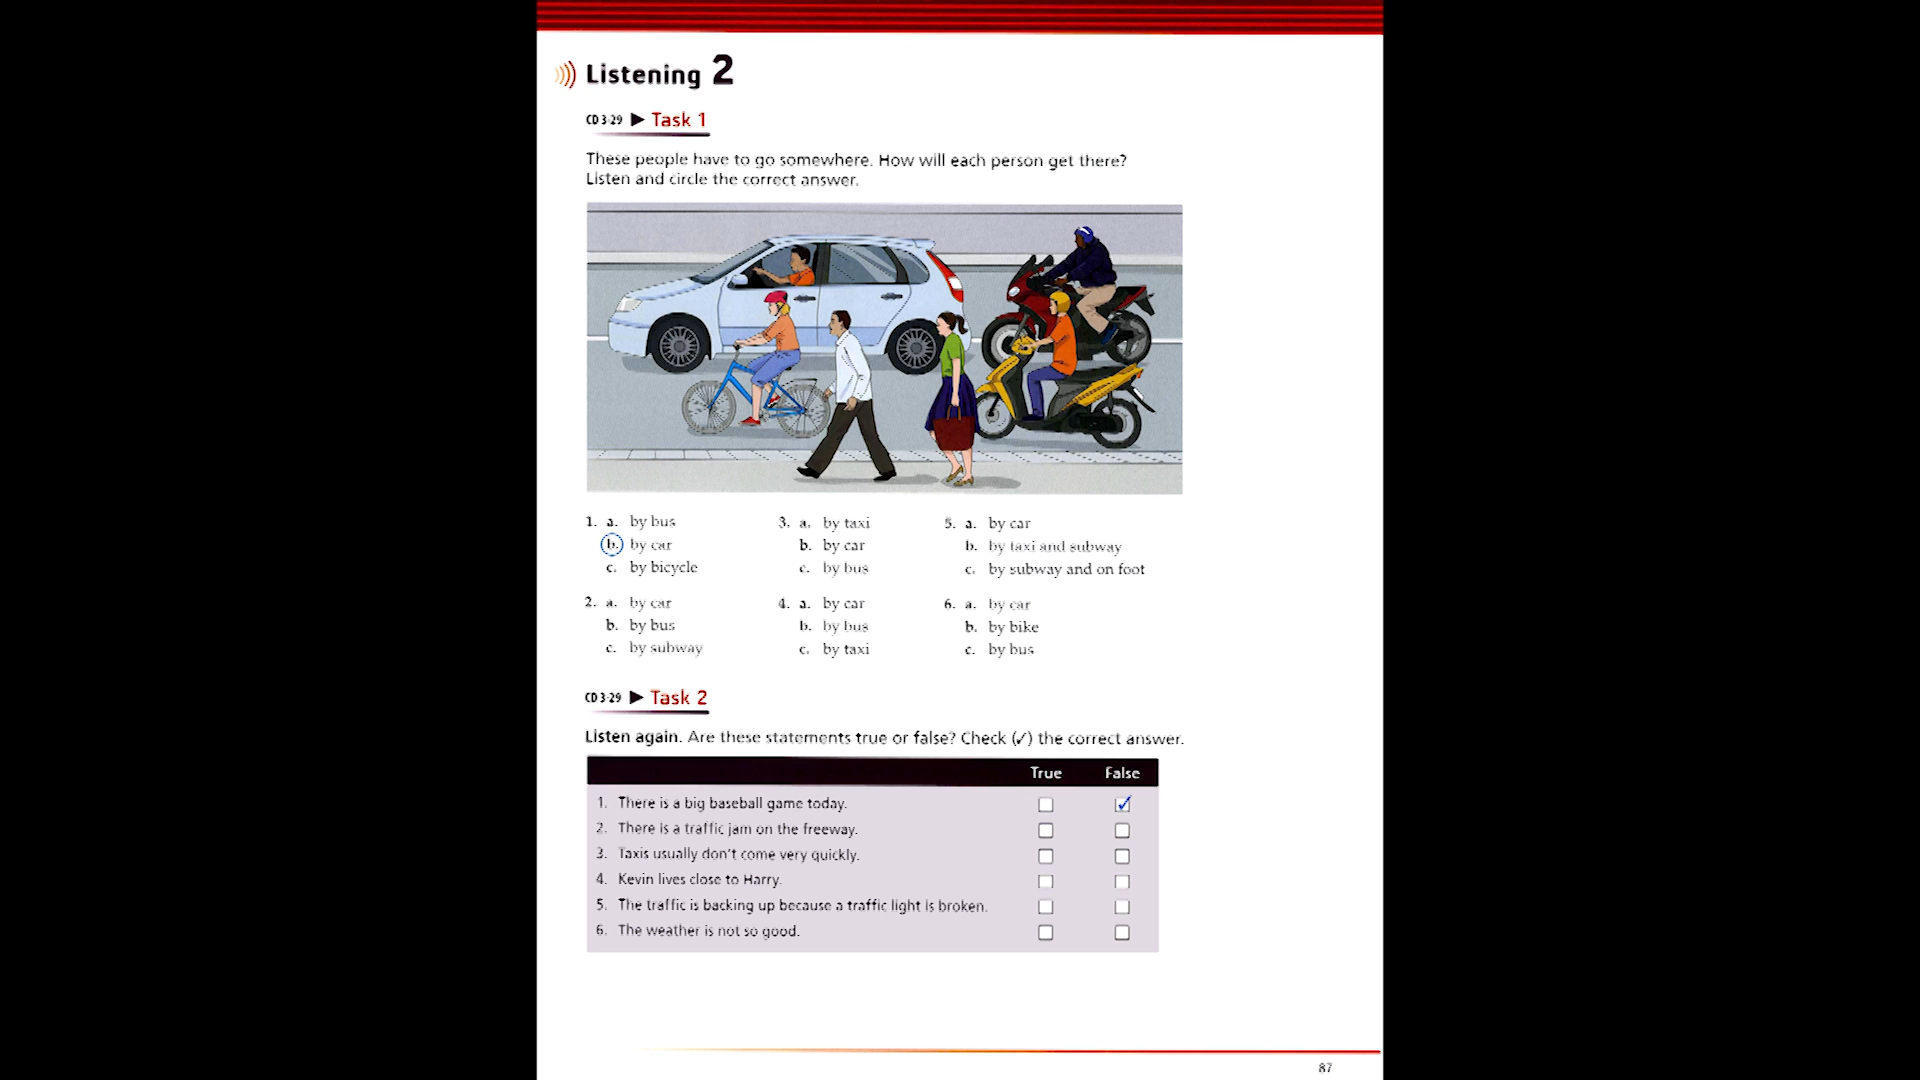 Listening 2
CD 3-29 ▶ Task 1
These people have to go somewhere. How will each person get there?
Listen and circle the correct answer.
1. a. by bus
b. by car
c. by bicycle
2. a. by car
b. by bus
c. by subway
3. a. by taxi
b. by car
c. by bus
4. a. by car
b. by bus
c. by taxi
5. a. by car
b. by taxi and subway
c. by subway and on foot
6. a. by car
b. by bike
c. by bus
CD 3-29 ▶ Task 2
Listen again. Are these statements true or false? Check (✓) the correct answer.
True False
1. There is a big baseball game today.
2. There is a traffic jam on the freeway.
3. Taxis usually don't come very quickly.
4. Kevin lives close to Harry.
5. The traffic is backing up because a traffic light is broken.
6. The weather is not so good.
87